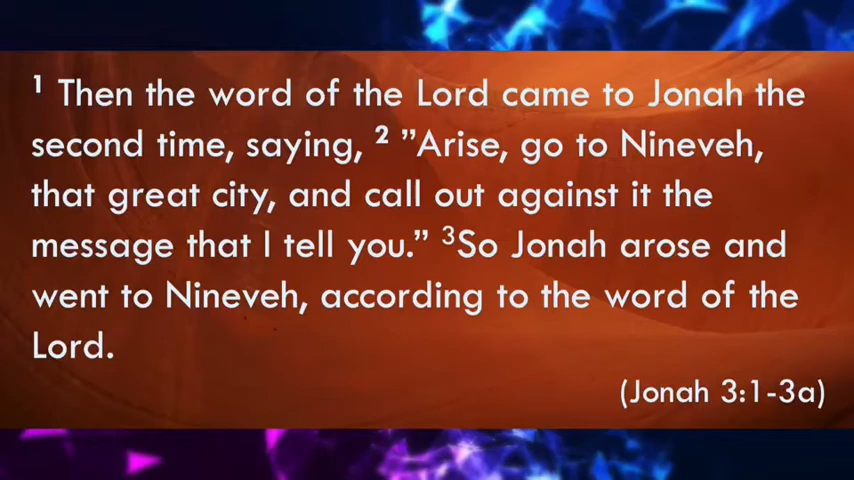 ¹ Then the word of the Lord came to Jonah the
second time, saying, ² ”Arise, go to Nineveh,
that great city, and call out against it the
message that I tell you.” ³So Jonah arose and
went to Nineveh, according to the word of the
Lord.
(Jonah 3:1-3a)